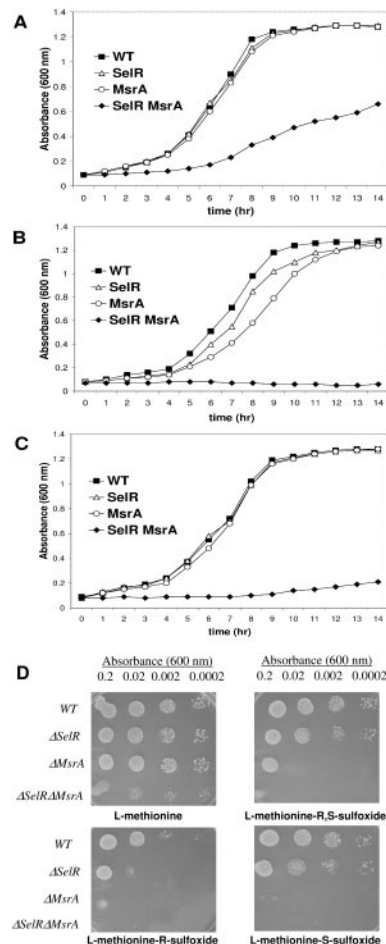 A
Absorbance (600 nm)
1.4
1.2
1
0.8
0.6
0.4
0.2
0
WT
SelR
MsrA
SelR MsrA
0 1 2 3 4 5 6 7 8 9 10 11 12 13 14
time (hr)
B
Absorbance (600 nm)
1.4
1.2
1
0.8
0.6
0.4
0.2
0
WT
SelR
MsrA
SelR MsrA
0 1 2 3 4 5 6 7 8 9 10 11 12 13 14
time (hr)
C
Absorbance (600 nm)
1.4
1.2
1
0.8
0.6
0.4
0.2
0
WT
SelR
MsrA
SelR MsrA
0 1 2 3 4 5 6 7 8 9 10 11 12 13 14
time (hr)
D
Absorbance (600 nm) Absorbance (600 nm)
0.2 0.02 0.002 0.0002 0.2 0.02 0.002 0.0002
WT
ΔSelR
ΔMsrA
ΔSelRΔMsrA
L-methionine L-methionine-R,S-sulfoxide
WT
ΔSelR
ΔMsrA
ΔSelRΔMsrA
L-methionine-R-sulfoxide L-methionine-S-sulfoxide